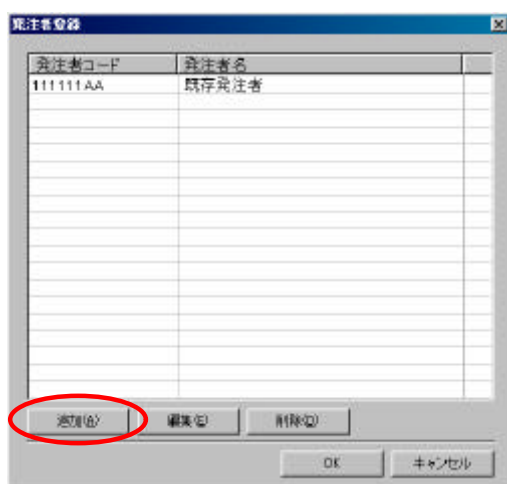 発注者登録
発注者コード 発注者名
111111AA 既存発注者
追加(A) 編集(E) 削除(D)
OK キャンセル